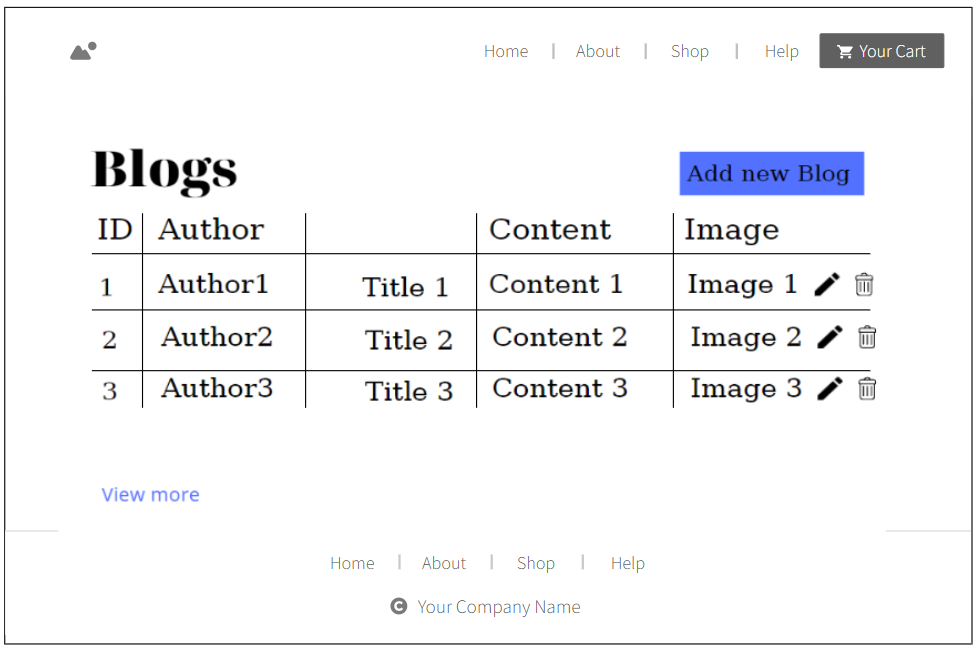 Home | About | Shop | Help Your Cart
Blogs Add new Blog
ID Author Content Image
1 Author1 Title 1 Content 1 Image 1
2 Author2 Title 2 Content 2 Image 2
3 Author3 Title 3 Content 3 Image 3
View more
Home | About | Shop | Help
© Your Company Name